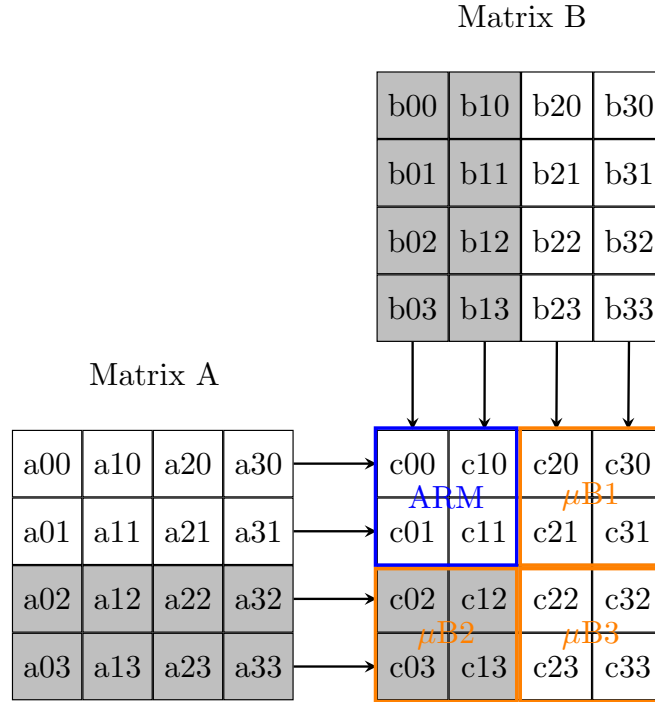 Matrix B
b00 b10 b20 b30
b01 b11 b21 b31
b02 b12 b22 b32
b03 b13 b23 b33
Matrix A
a00 a10 a20 a30 c00 c10 c20 c30
ARM μB1
a01 a11 a21 a31 c01 c11 c21 c31
a02 a12 a22 a32 c02 c12 c22 c32
μB2 μB3
a03 a13 a23 a33 c03 c13 c23 c33